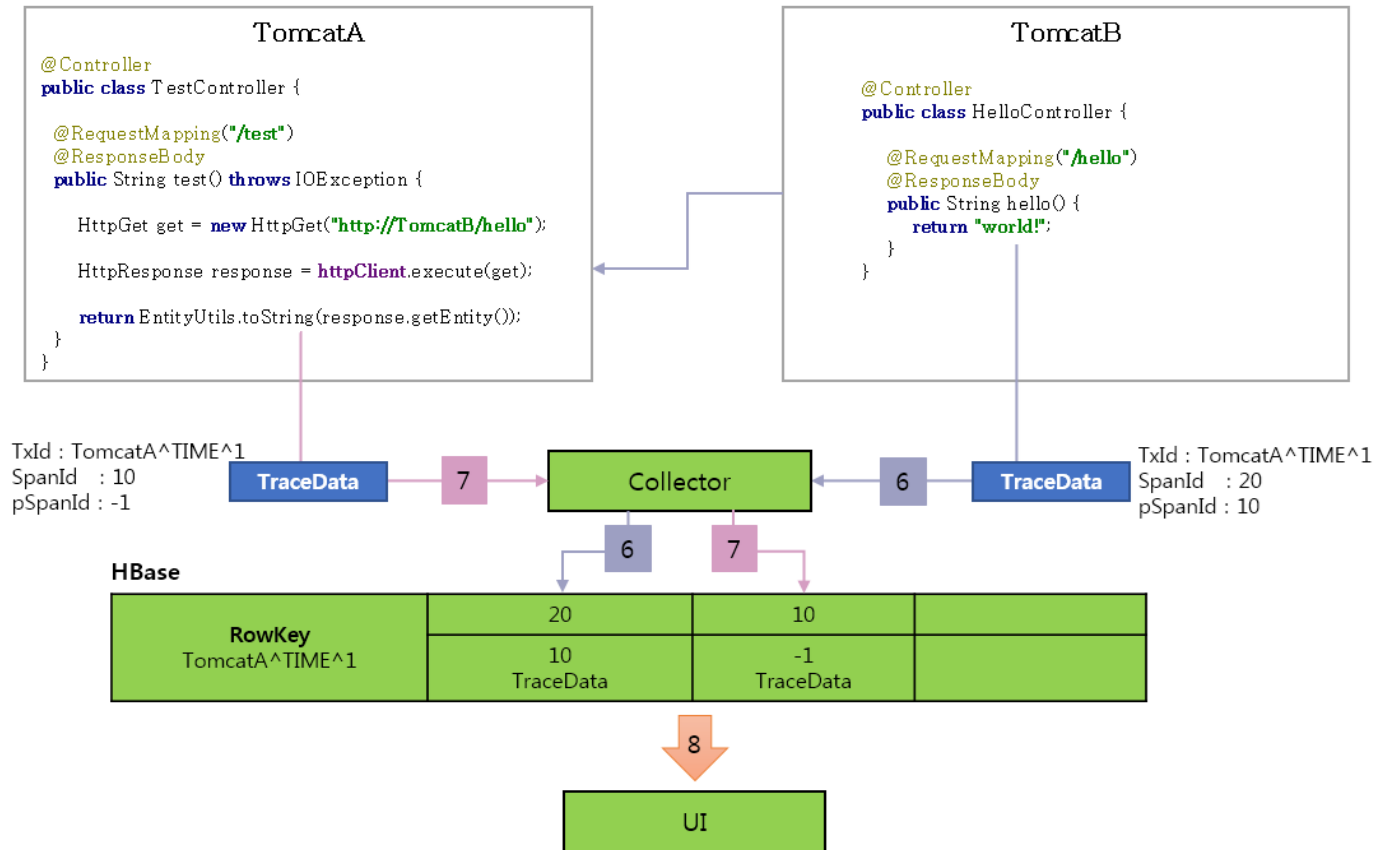 TomcatA
@Controller
public class TestController {
@RequestMapping("/test")
@ResponseBody
public String test() throws IOException {
HttpGet get = new HttpGet("http://TomcatB/hello");
HttpResponse response = httpClient.execute(get);
return EntityUtils.toString(response.getEntity());
}
}
TomcatB
@Controller
public class HelloController {
@RequestMapping("/hello")
@ResponseBody
public String hello() {
return "world!";
}
}
TxId : TomcatA^TIME^1
SpanId : 10
pSpanId : -1
TraceData
7
Collector
6
TraceData
TxId : TomcatA^TIME^1
SpanId : 20
pSpanId : 10
6
7
HBase
RowKey
TomcatA^TIME^1
20
10
10
TraceData
-1
TraceData
8
UI